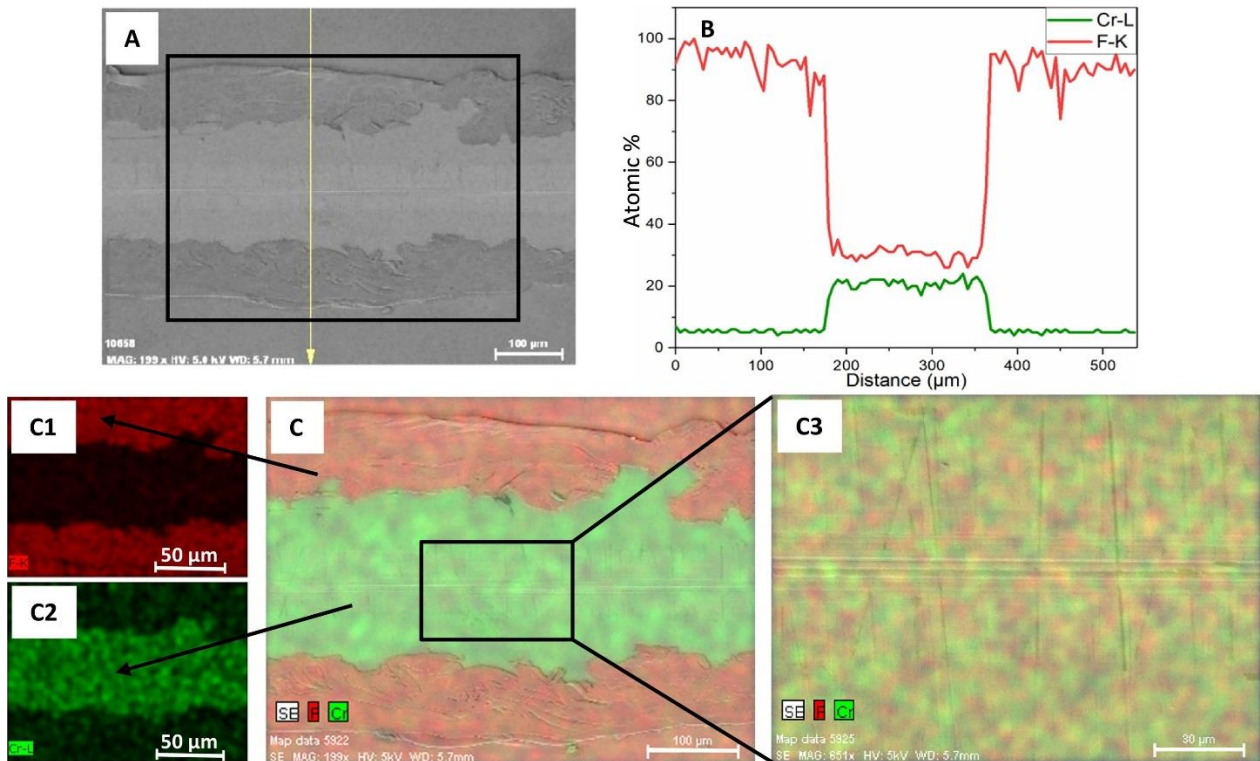 A
10658
MAG: 199 x HV: 5.0 kV WD: 5.7 mm
100 µm
B
Cr-L
F-K
Atomic %
100
80
60
40
20
0
0 100 200 300 400 500
Distance (µm)
C1
F-K
50 µm
C2
Cr-L
50 µm
C
SE F Cr
Map data 5922
SE MAG: 199x HV: 5kV WD: 5.7mm
100 µm
C3
SE F Cr
Map data 5925
SE MAG: 651x HV: 5kV WD: 5.7mm
30 µm